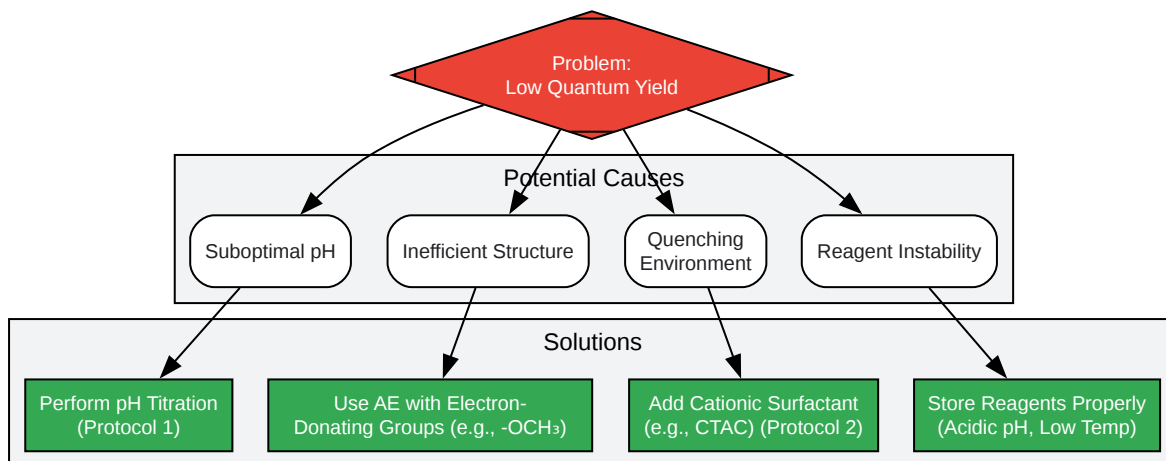 Problem:
Low Quantum Yield
Potential Causes
Suboptimal pH
Inefficient Structure
Quenching
Environment
Reagent Instability
Solutions
Perform pH Titration
(Protocol 1)
Use AE with Electron-
Donating Groups (e.g., -OCH₃)
Add Cationic Surfactant
(e.g., CTAC) (Protocol 2)
Store Reagents Properly
(Acidic pH, Low Temp)